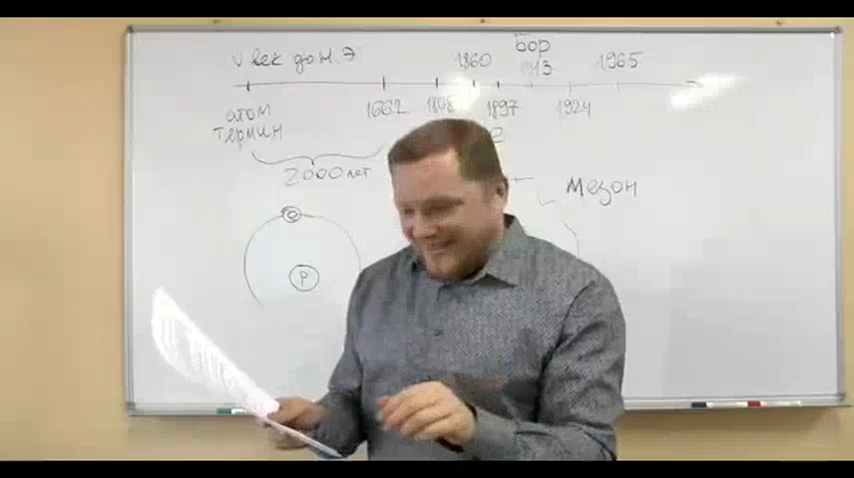 V век до н. Э
1860
Бор
1913
1965
атом
термин
1662
1808
1897
1924
e
2000 лет
мезон
e
P